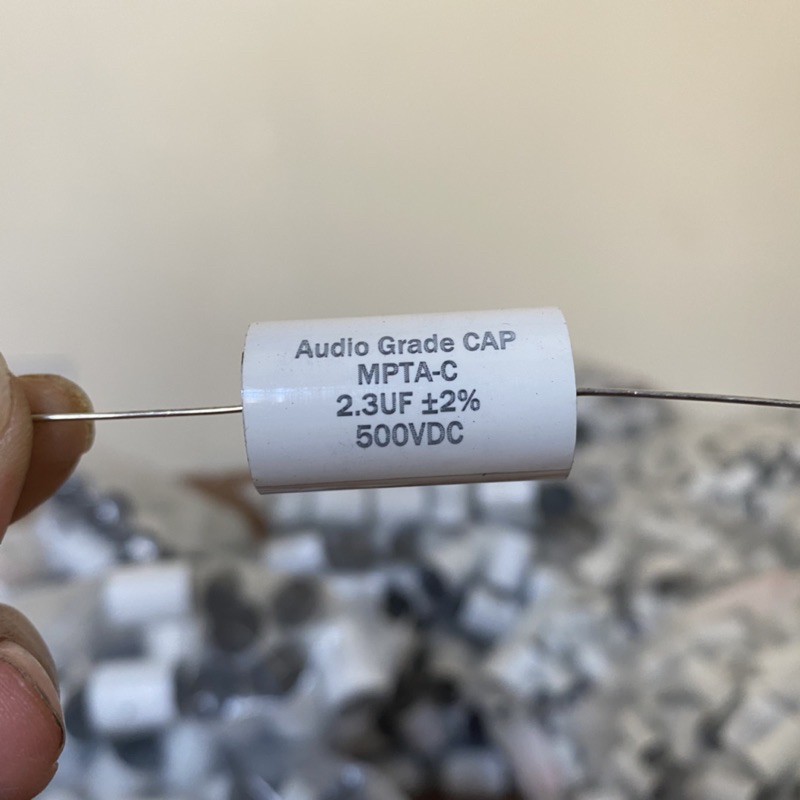 Audio Grade CAP
MPTA-C
2.3UF ±2%
500VDC